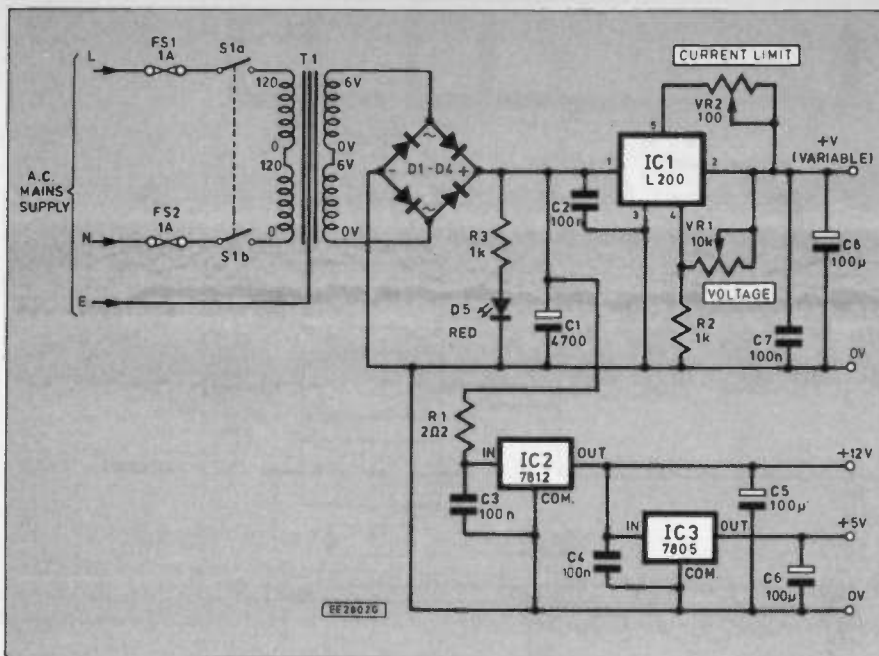 FS1
1A
S1a
T1
L
120
6V
0
0V
120
6V
0
0V
A.C.
MAINS
SUPPLY
FS2
1A
N
S1b
E
~
- D1-D4 +
~
R3
1k
D5
RED
C1
4700
C2
100n
CURRENT LIMIT
VR2
100
5
1
IC1
L200
2
3
4
+V
(VARIABLE)
VR1
10k
VOLTAGE
R2
1k
C7
100n
C8
100µ
0V
R1
2Ω2
IN
IC2
7812
OUT
COM.
+12V
C3
100n
C4
100n
IN
IC3
7805
OUT
COM.
C5
100µ
+5V
C6
100µ
0V
EE2802G